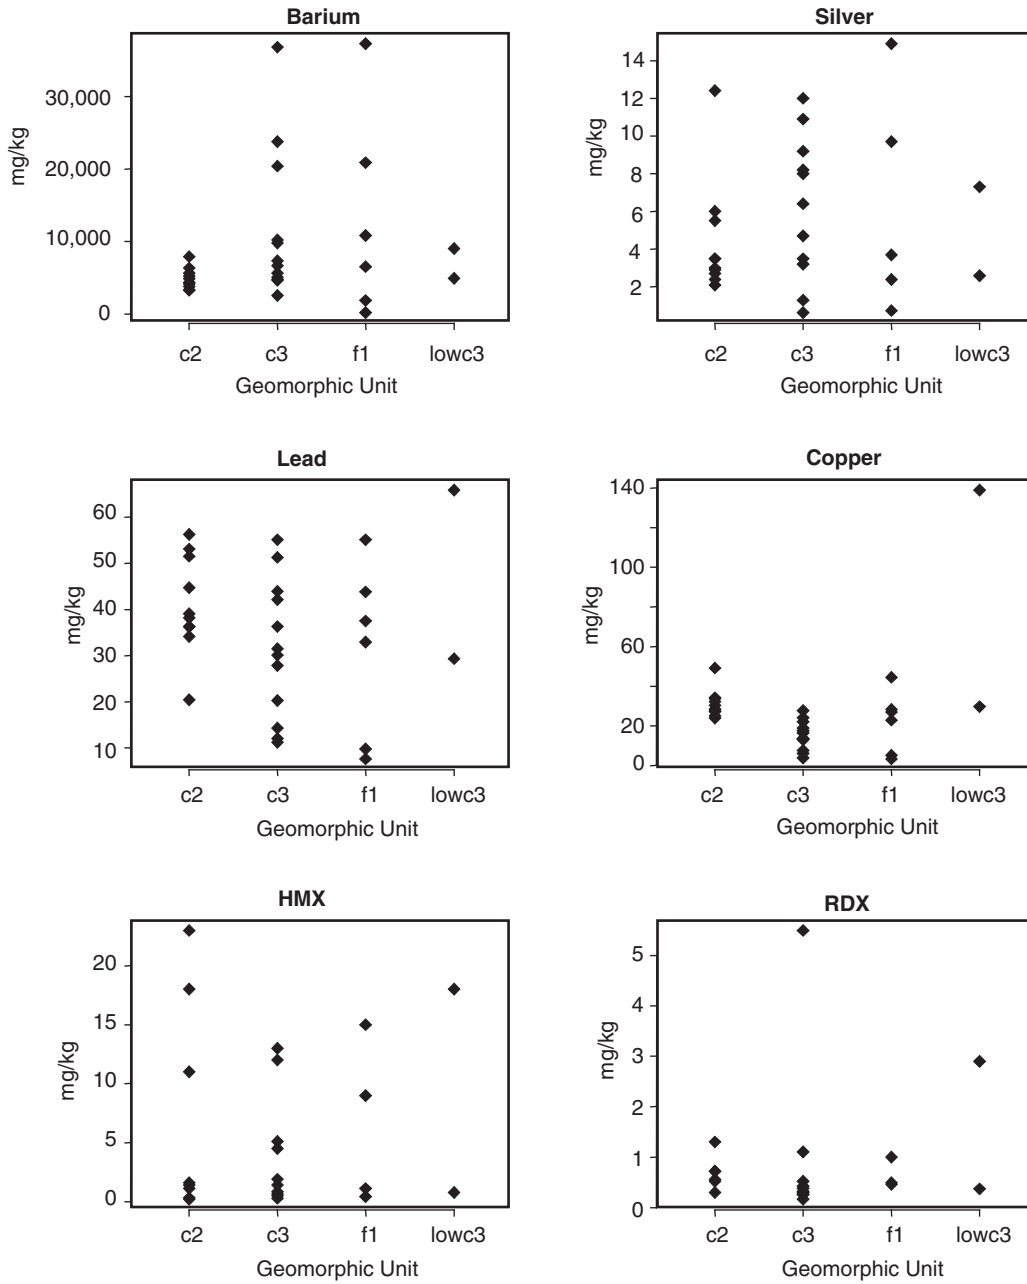 Barium
mg/kg
30,000
20,000
10,000
0
c2 c3 f1 lowc3
Geomorphic Unit
Silver
mg/kg
14
12
10
8
6
4
2
c2 c3 f1 lowc3
Geomorphic Unit
Lead
mg/kg
60
50
40
30
20
10
c2 c3 f1 lowc3
Geomorphic Unit
Copper
mg/kg
140
100
60
20
0
c2 c3 f1 lowc3
Geomorphic Unit
HMX
mg/kg
20
15
10
5
0
c2 c3 f1 lowc3
Geomorphic Unit
RDX
mg/kg
5
4
3
2
1
0
c2 c3 f1 lowc3
Geomorphic Unit